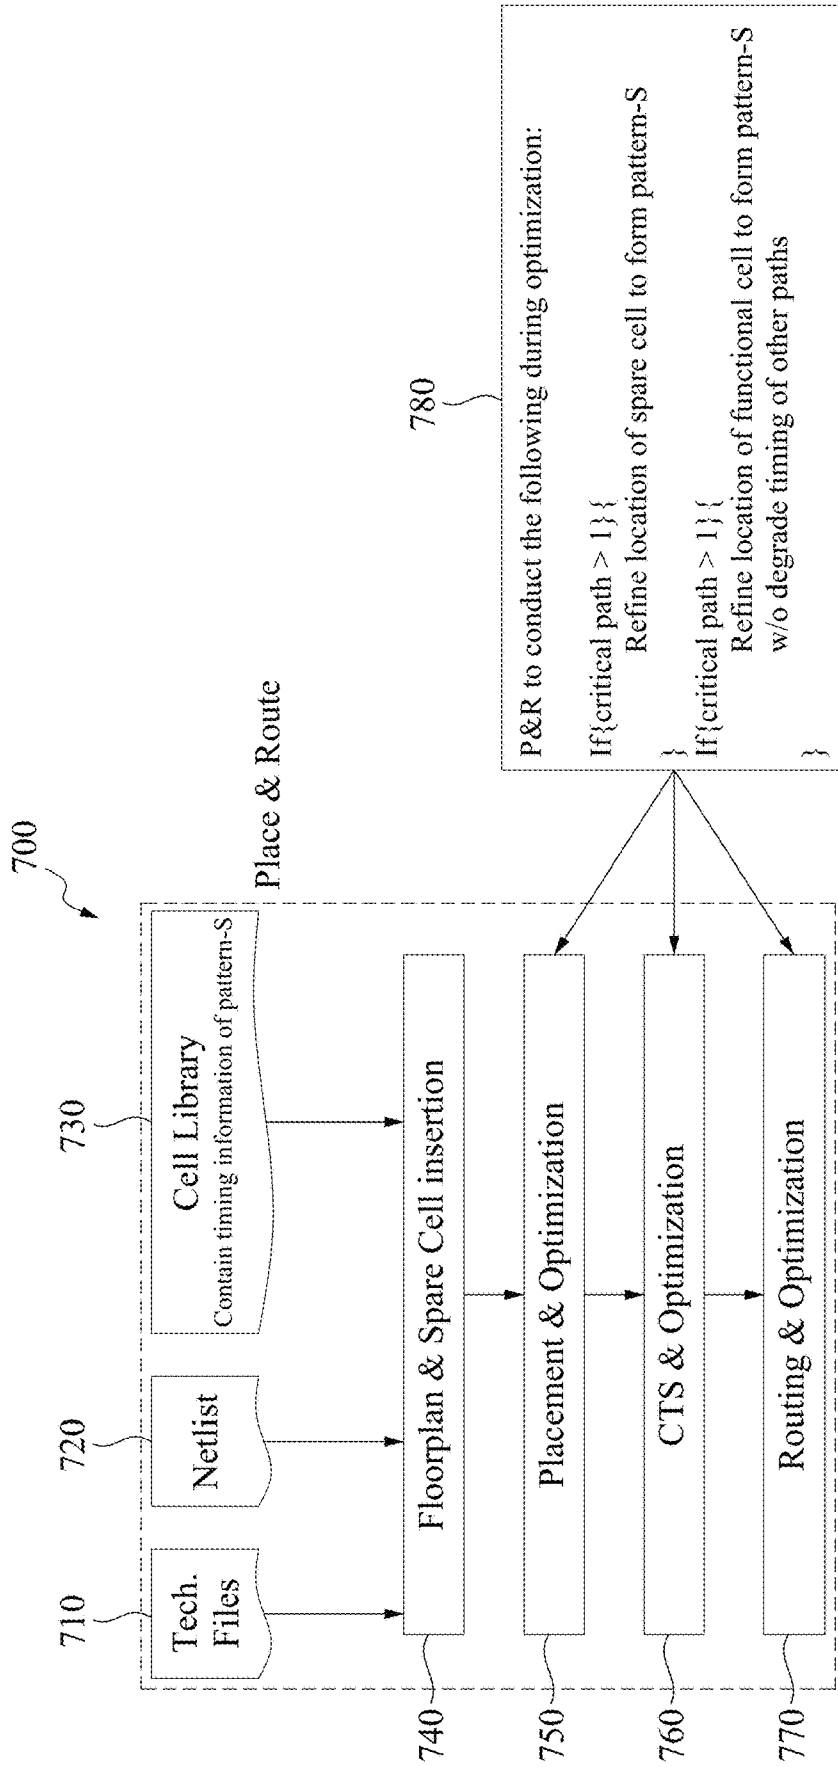 700
Place & Route
710
Tech.
Files
720
Netlist
730
Cell Library
Contain timing information of pattern-S
740
Floorplan & Spare Cell insertion
750
Placement & Optimization
760
CTS & Optimization
770
Routing & Optimization
780
P&R to conduct the following during optimization:
If{critical path > 1}{
Refine location of spare cell to form pattern-S
}
If{critical path > 1}{
Refine location of functional cell to form pattern-S
w/o degrade timing of other paths
}